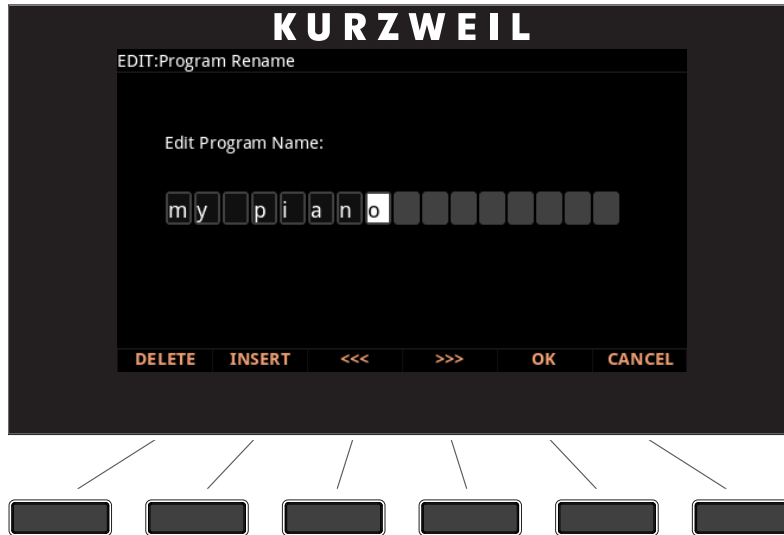 KURZWEIL
EDIT:Program Rename
Edit Program Name:
my piano
DELETE INSERT <<< >>> OK CANCEL